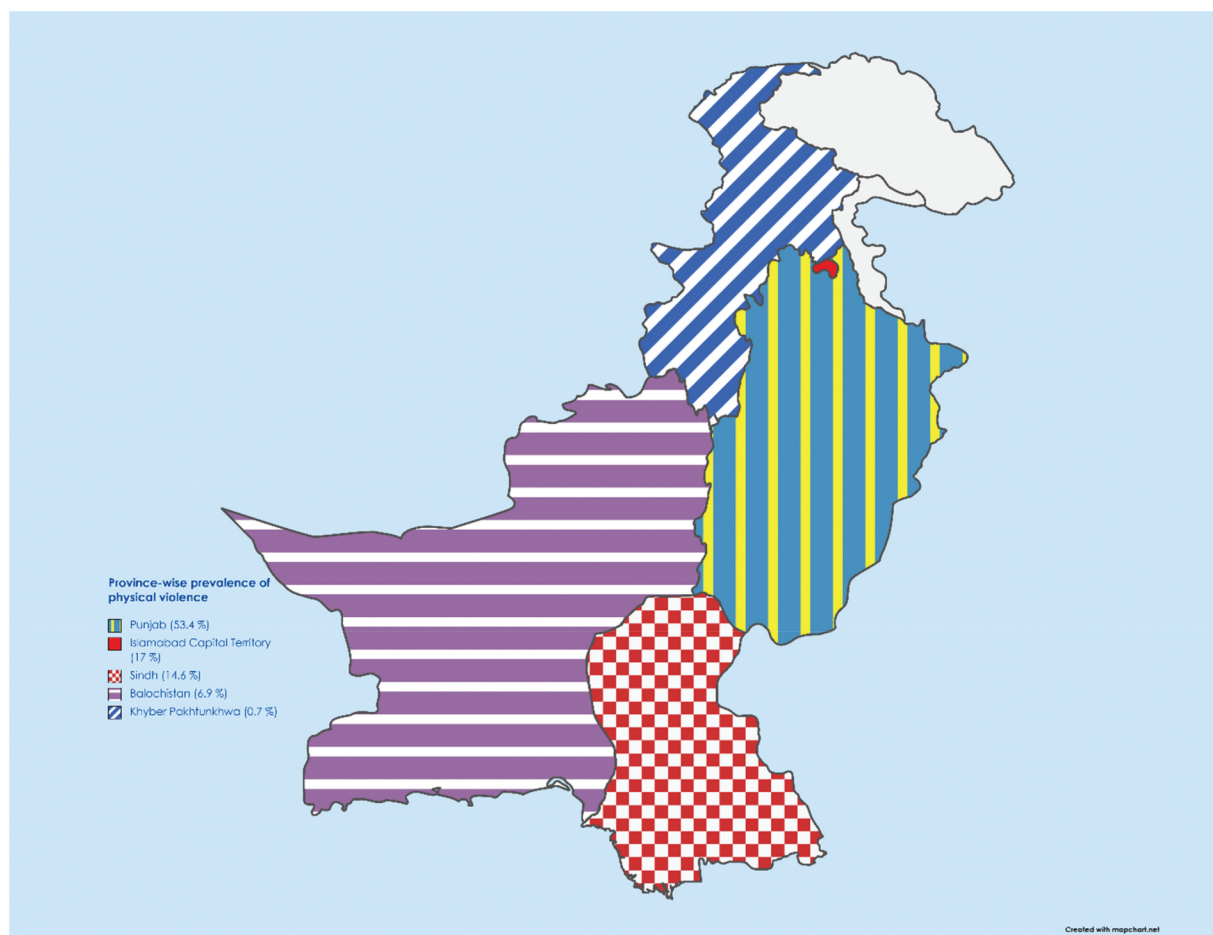 Province-wise prevalence of
physical violence
Punjab (53.4 %)
Islamabad Capital Territory
(17 %)
Sindh (14.6 %)
Balochistan (6.9 %)
Khyber Pakhtunkhwa (0.7 %)
Created with mapchart.net